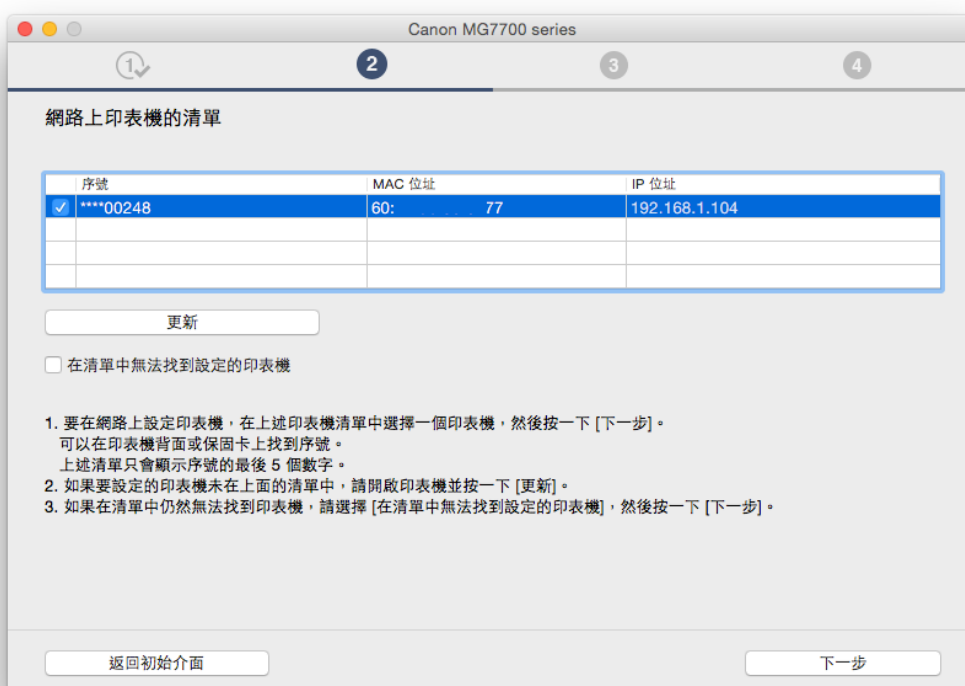 Canon MG7700 series
1 2 3 4
網路上印表機的清單
序號 MAC 位址 IP 位址
****00248 60: 77 192.168.1.104
更新
在清單中無法找到設定的印表機
1. 要在網路上設定印表機，在上述印表機清單中選擇一個印表機，然後按一下 [下一步]。
可以在印表機背面或保固卡上找到序號。
上述清單只會顯示序號的最後 5 個數字。
2. 如果要設定的印表機未在上面的清單中，請開啟印表機並按一下 [更新]。
3. 如果在清單中仍然無法找到印表機，請選擇 [在清單中無法找到設定的印表機]，然後按一下 [下一步]。
返回初始介面 下一步